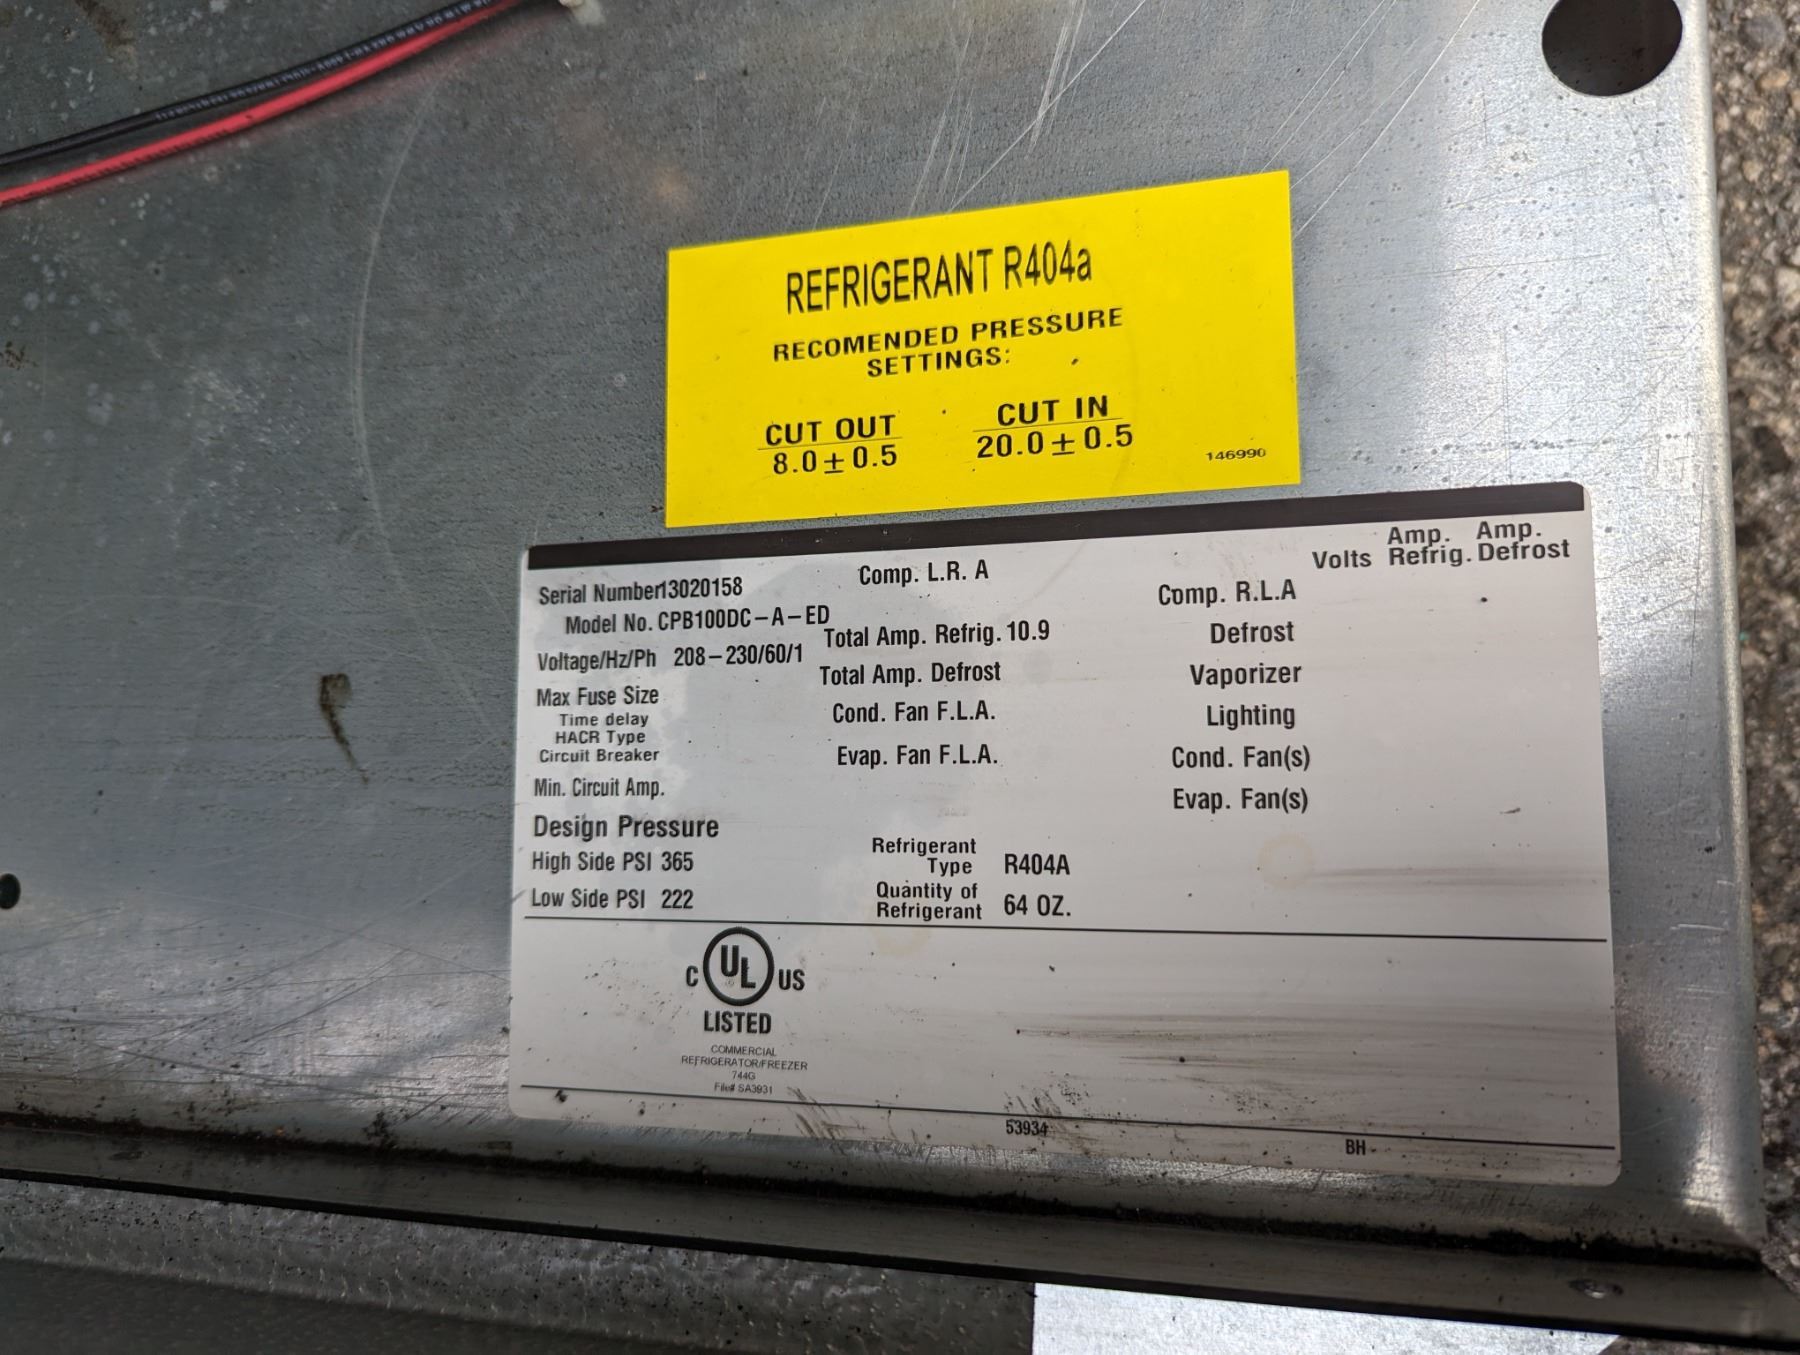 REFRIGERANT R404a
RECOMENDED PRESSURE
SETTINGS:
CUT OUT
8.0±0.5
CUT IN
20.0±0.5
146990
Serial Number13020158
Model No. CPB100DC-A-ED
Voltage/Hz/Ph 208-230/60/1
Max Fuse Size
Time delay
HACR Type
Circuit Breaker
Min. Circuit Amp.
Design Pressure
High Side PSI 365
Low Side PSI 222
Comp. L.R. A
Total Amp. Refrig. 10.9
Total Amp. Defrost
Cond. Fan F.L.A.
Evap. Fan F.L.A.
Refrigerant
Type R404A
Quantity of
Refrigerant 64 OZ.
Amp. Amp.
Volts Refrig. Defrost
Comp. R.L.A
Defrost
Vaporizer
Lighting
Cond. Fan(s)
Evap. Fan(s)
C UL US
LISTED
COMMERCIAL
REFRIGERATOR/FREEZER
744G
File# SA3931
53934
BH